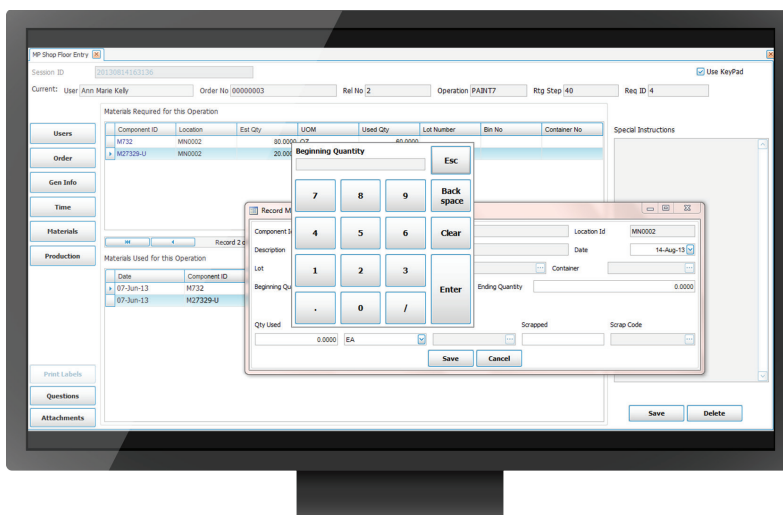 MP Shop Floor Entry
Session ID 20130814163136 Use KeyPad
Current: User Ann Marie Kelly Order No 00000003 Rel No 2 Operation PAINT7 Rtg Step 40 Req ID 4
Materials Required for this Operation
Component ID Location Est Qty UOM Used Qty Lot Number Bin No Container No Special Instructions
M732 MN0002 80.0000 OZ 60.0000
M27329-U MN0002
Users
Order
Gen Info
Time
Materials
Production
Print Labels
Questions
Attachments
Beginning Quantity
Esc
7 8 9 Back space
4 5 6 Clear
1 2 3 Enter
. 0 /
Location Id MN0002
Description Date 14-Aug-13
Lot Container
Ending Quantity 0.0000
Qty Used Scrapped Scrap Code
0.0000 EA
Save Cancel
Materials Used for this Operation
Date Component ID
07-Jun-13 M732
07-Jun-13 M27329-U
Save Delete